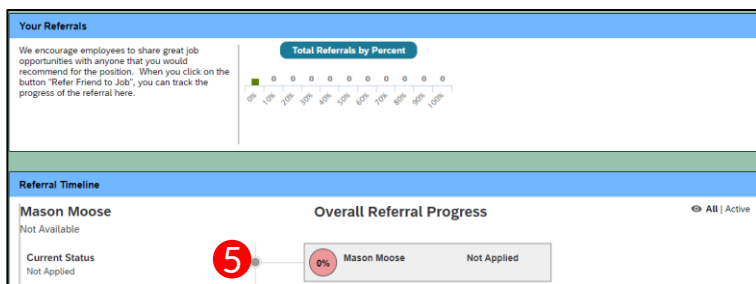 Your Referrals
We encourage employees to share great job
opportunities with anyone that you would
recommend for the position. When you click on the
button "Refer Friend to Job", you can track the
progress of the referral here.
Total Referrals by Percent
0 0 0 0 0 0 0 0 0 0
0% 10% 20% 30% 40% 50% 60% 70% 80% 90% 100%
Referral Timeline
Mason Moose
Not Available
Overall Referral Progress
All | Active
Current Status
Not Applied
5
0% Mason Moose Not Applied